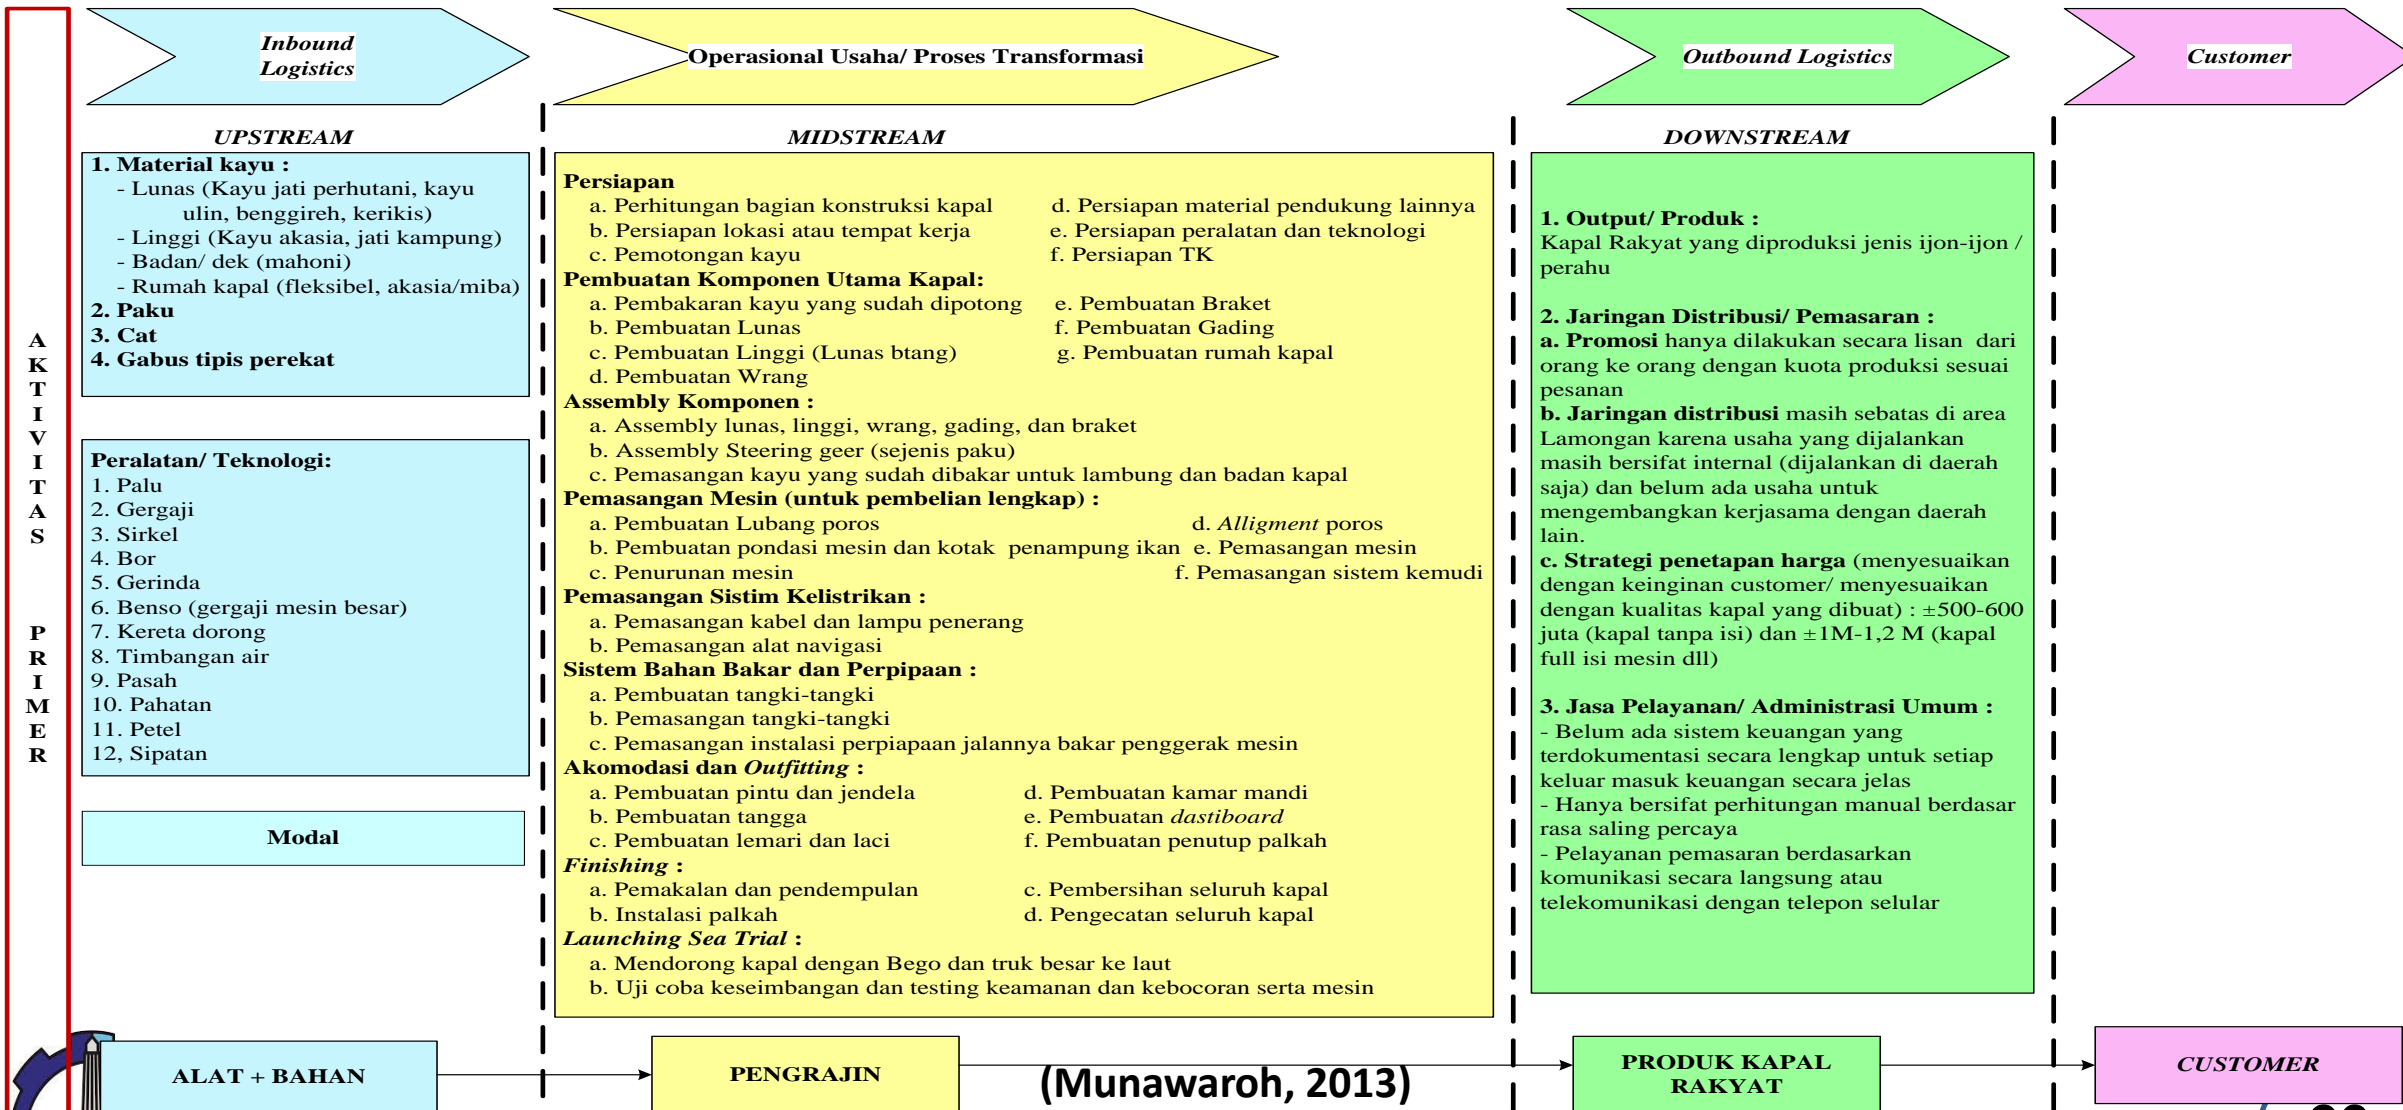 Inbound
Logistics
Operasional Usaha/ Proses Transformasi
Outbound Logistics
Customer
AKTIVITAS PRIMER
UPSTREAM
1. Material kayu :
- Lunas (Kayu jati perhutani, kayu
ulin, benggireh, kerikis)
- Linggi (Kayu akasia, jati kampung)
- Badan/ dek (mahoni)
- Rumah kapal (fleksibel, akasia/miba)
2. Paku
3. Cat
4. Gabus tipis perekat
Peralatan/ Teknologi:
1. Palu
2. Gergaji
3. Sirkel
4. Bor
5. Gerinda
6. Benso (gergaji mesin besar)
7. Kereta dorong
8. Timbangan air
9. Pasah
10. Pahatan
11. Petel
12, Sipatan
Modal
MIDSTREAM
Persiapan
a. Perhitungan bagian konstruksi kapal d. Persiapan material pendukung lainnya
b. Persiapan lokasi atau tempat kerja e. Persiapan peralatan dan teknologi
c. Pemotongan kayu f. Persiapan TK
Pembuatan Komponen Utama Kapal:
a. Pembakaran kayu yang sudah dipotong e. Pembuatan Braket
b. Pembuatan Lunas f. Pembuatan Gading
c. Pembuatan Linggi (Lunas btang) g. Pembuatan rumah kapal
d. Pembuatan Wrang
Assembly Komponen :
a. Assembly lunas, linggi, wrang, gading, dan braket
b. Assembly Steering geer (sejenis paku)
c. Pemasangan kayu yang sudah dibakar untuk lambung dan badan kapal
Pemasangan Mesin (untuk pembelian lengkap) :
a. Pembuatan Lubang poros d. Alligment poros
b. Pembuatan pondasi mesin dan kotak penampung ikan e. Pemasangan mesin
c. Penurunan mesin f. Pemasangan sistem kemudi
Pemasangan Sistim Kelistrikan :
a. Pemasangan kabel dan lampu penerang
b. Pemasangan alat navigasi
Sistem Bahan Bakar dan Perpipaan :
a. Pembuatan tangki-tangki
b. Pemasangan tangki-tangki
c. Pemasangan instalasi perpiapaan jalannya bakar penggerak mesin
Akomodasi dan Outfitting :
a. Pembuatan pintu dan jendela d. Pembuatan kamar mandi
b. Pembuatan tangga e. Pembuatan dastiboard
c. Pembuatan lemari dan laci f. Pembuatan penutup palkah
Finishing :
a. Pemakalan dan pendempulan c. Pembersihan seluruh kapal
b. Instalasi palkah d. Pengecatan seluruh kapal
Launching Sea Trial :
a. Mendorong kapal dengan Bego dan truk besar ke laut
b. Uji coba keseimbangan dan testing keamanan dan kebocoran serta mesin
DOWNSTREAM
1. Output/ Produk :
Kapal Rakyat yang diproduksi jenis ijon-ijon /
perahu
2. Jaringan Distribusi/ Pemasaran :
a. Promosi hanya dilakukan secara lisan dari
orang ke orang dengan kuota produksi sesuai
pesanan
b. Jaringan distribusi masih sebatas di area
Lamongan karena usaha yang dijalankan
masih bersifat internal (dijalankan di daerah
saja) dan belum ada usaha untuk
mengembangkan kerjasama dengan daerah
lain.
c. Strategi penetapan harga (menyesuaikan
dengan keinginan customer/ menyesuaikan
dengan kualitas kapal yang dibuat) : ±500-600
juta (kapal tanpa isi) dan ±1M-1,2 M (kapal
full isi mesin dll)
3. Jasa Pelayanan/ Administrasi Umum :
- Belum ada sistem keuangan yang
terdokumentasi secara lengkap untuk setiap
keluar masuk keuangan secara jelas
- Hanya bersifat perhitungan manual berdasar
rasa saling percaya
- Pelayanan pemasaran berdasarkan
komunikasi secara langsung atau
telekomunikasi dengan telepon selular
ALAT + BAHAN
PENGRAJIN
(Munawaroh, 2013)
PRODUK KAPAL
RAKYAT
CUSTOMER